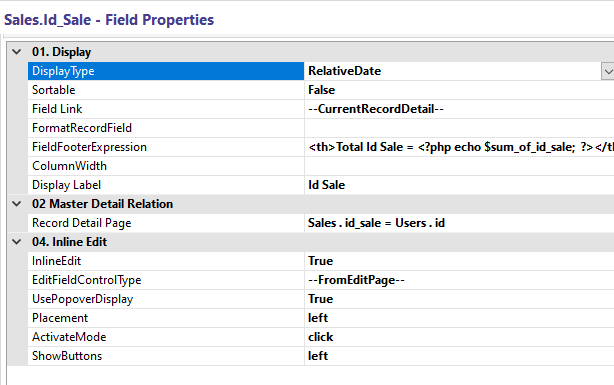 Sales.Id_Sale - Field Properties
01. Display
DisplayType RelativeDate
Sortable False
Field Link --CurrentRecordDetail--
FormatRecordField
FieldFooterExpression <th>Total Id Sale = <?php echo $sum_of_id_sale; ?></th
ColumnWidth
Display Label Id Sale
02 Master Detail Relation
Record Detail Page Sales . id_sale = Users . id
04. Inline Edit
InlineEdit True
EditFieldControlType --FromEditPage--
UsePopoverDisplay True
Placement left
ActivateMode click
ShowButtons left